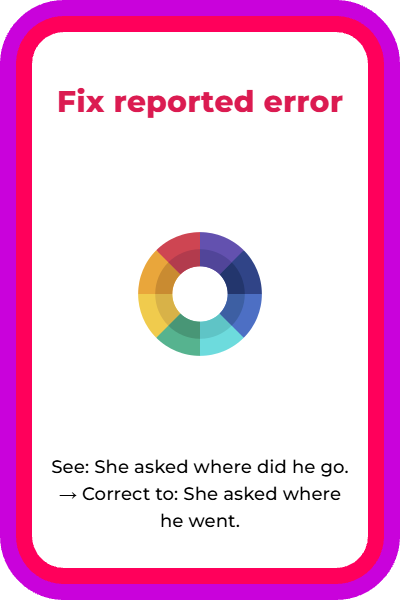 Fix reported error
See: She asked where did he go.
→ Correct to: She asked where
he went.